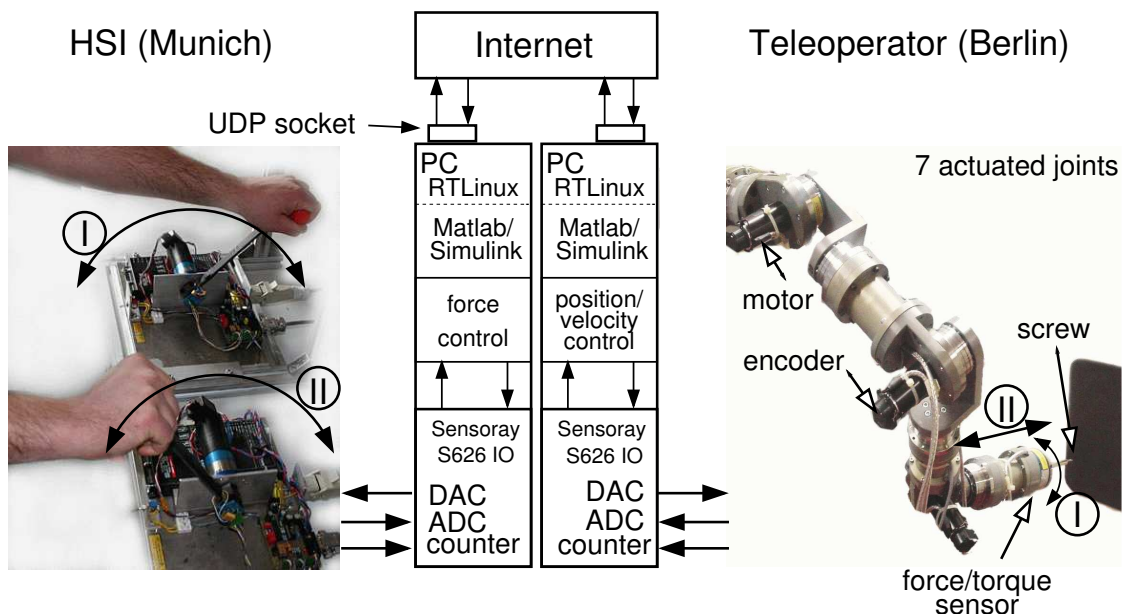 HSI (Munich)
Internet
Teleoperator (Berlin)
UDP socket
PC
RTLinux
Matlab/
Simulink
force
control
Sensoray
S626 IO
DAC
ADC
counter
PC
RTLinux
Matlab/
Simulink
position/
velocity
control
Sensoray
S626 IO
DAC
ADC
counter
I
II
7 actuated joints
motor
encoder
screw
II
I
force/torque
sensor